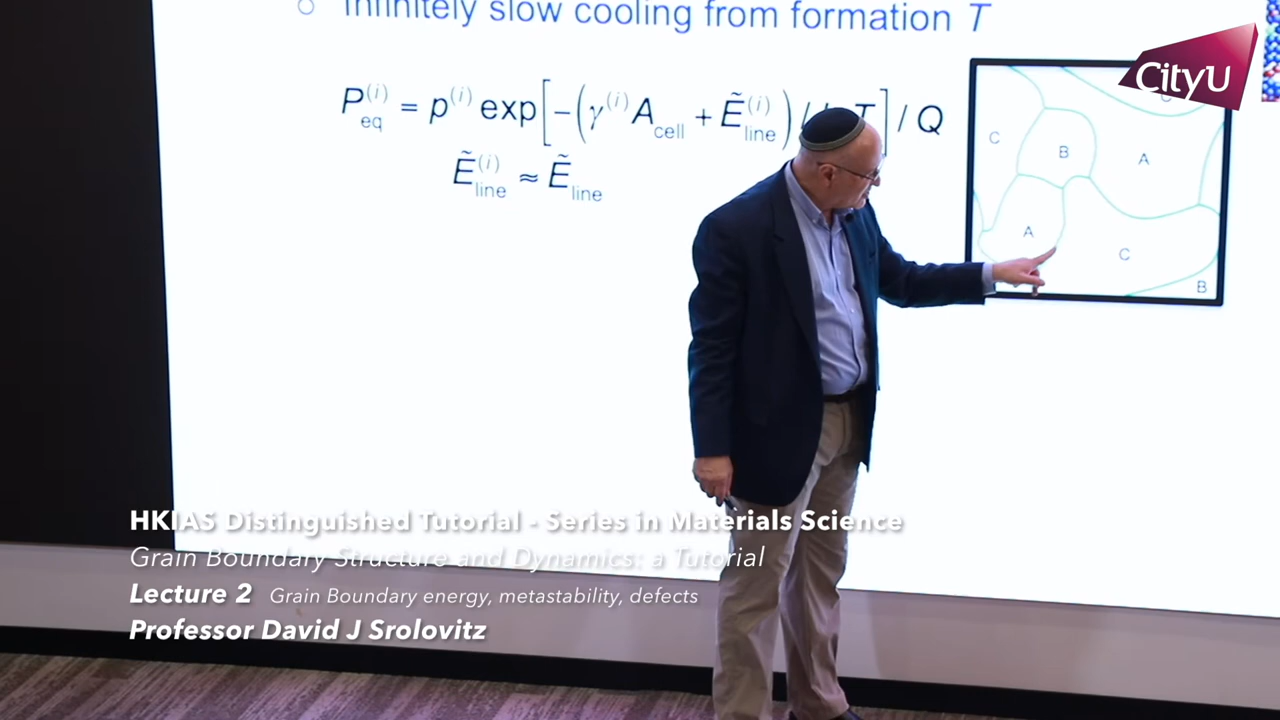 Infinitely slow cooling from formation T
CityU
P_eq^(i) = p^(i) exp[-(γ^(i) A_cell + Ẽ_line^(i))/ T] / Q
Ẽ_line^(i) ≈ Ẽ_line
C
C
B
A
A
C
B
HKIAS Distinguished Tutorial - Series in Materials Science
Grain Boundary Structure and Dynamics: a Tutorial
Lecture 2 Grain Boundary energy, metastability, defects
Professor David J Srolovitz